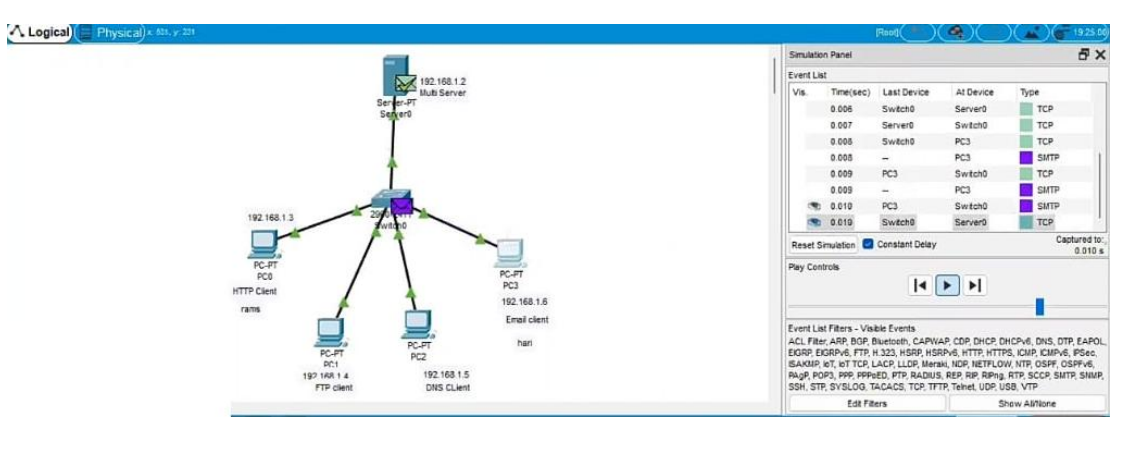 Logical
Physical
x: 531, y: 231
[Root]
19:25:00
192.168.1.2
Multi Server
Server-PT
Server0
Switch0
192.168.1.3
PC-PT
PC0
HTTP Client
rams
PC-PT
PC1
192.168.1.4
FTP client
PC-PT
PC2
192.168.1.5
DNS CLient
PC-PT
PC3
192.168.1.6
Email client
hari
Simulation Panel
Event List
Vis. Time(sec) Last Device At Device Type
0.006 Switch0 Server0 TCP
0.007 Server0 Switch0 TCP
0.008 Switch0 PC3 TCP
0.008 -- PC3 SMTP
0.009 PC3 Switch0 TCP
0.009 -- PC3 SMTP
0.010 PC3 Switch0 SMTP
0.010 Switch0 Server0 TCP
Reset Simulation Constant Delay
Captured to:
0.010 s
Play Controls
Event List Filters - Visible Events
ACL Filter, ARP, BGP, Bluetooth, CAPWAP, CDP, DHCP, DHCPv6, DNS, DTP, EAPOL,
EIGRP, EIGRPv6, FTP, H.323, HSRP, HSRPv6, HTTP, HTTPS, ICMP, ICMPv6, IPSec,
ISAKMP, IoT, IoT TCP, LACP, LLDP, Meraki, NDP, NETFLOW, NTP, OSPF, OSPFv6,
PAgP, POP3, PPP, PPPoED, PTP, RADIUS, REP, RIP, RIPng, RTP, SCCP, SMTP, SNMP,
SSH, STP, SYSLOG, TACACS, TCP, TFTP, Telnet, UDP, USB, VTP
Edit Filters
Show All/None